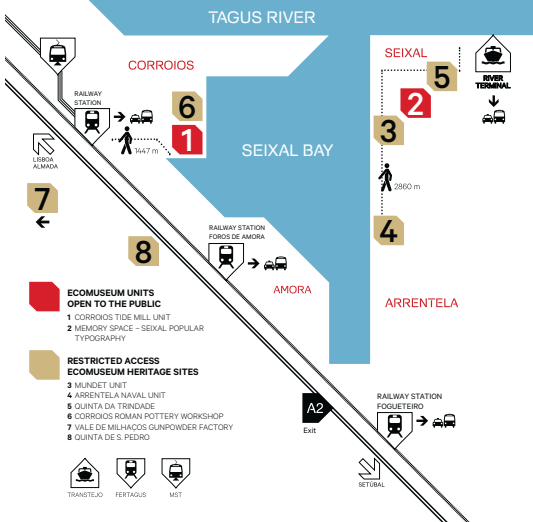 TAGUS RIVER
CORROIOS
SEIXAL
5
RIVER
TERMINAL
RAILWAY
STATION
6
2
1
3
1447 m
SEIXAL BAY
LISBOA
ALMADA
2860 m
7
4
8
RAILWAY STATION
FOROS DE AMORA
AMORA
ARRENTELA
ECOMUSEUM UNITS
OPEN TO THE PUBLIC
1 CORROIOS TIDE MILL UNIT
2 MEMORY SPACE – SEIXAL POPULAR
TYPOGRAPHY
RESTRICTED ACCESS
ECOMUSEUM HERITAGE SITES
3 MUNDET UNIT
4 ARRENTELA NAVAL UNIT
5 QUINTA DA TRINDADE
6 CORROIOS ROMAN POTTERY WORKSHOP
7 VALE DE MILHAÇOS GUNPOWDER FACTORY
8 QUINTA DE S. PEDRO
A2
Exit
RAILWAY STATION
FOGUETEIRO
SETÚBAL
TRANSTEJO
FERTAGUS
MST